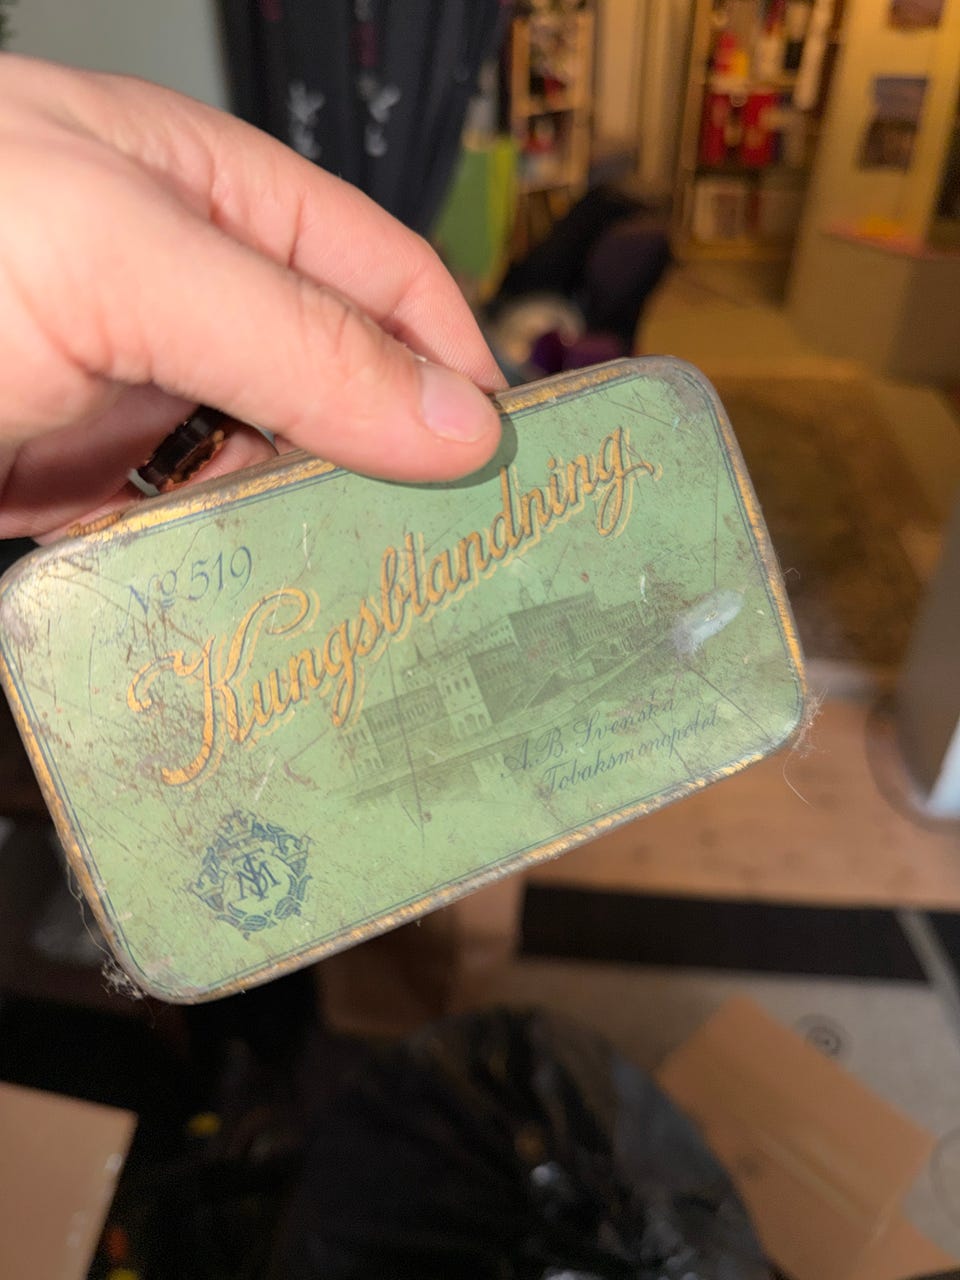 No 519
Kungsblandning
A.B. Svenska
Tobaksmonopolet